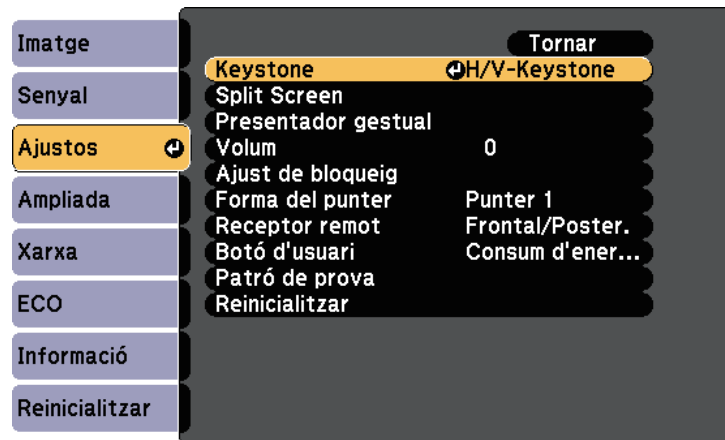 Imatge
Senyal
Ajustos
Ampliada
Xarxa
ECO
Informació
Reinicialitzar
Tornar
Keystone H/V-Keystone
Split Screen
Presentador gestual
Volum 0
Ajust de bloqueig
Forma del punter Punter 1
Receptor remot Frontal/Poster.
Botó d'usuari Consum d'ener...
Patró de prova
Reinicialitzar